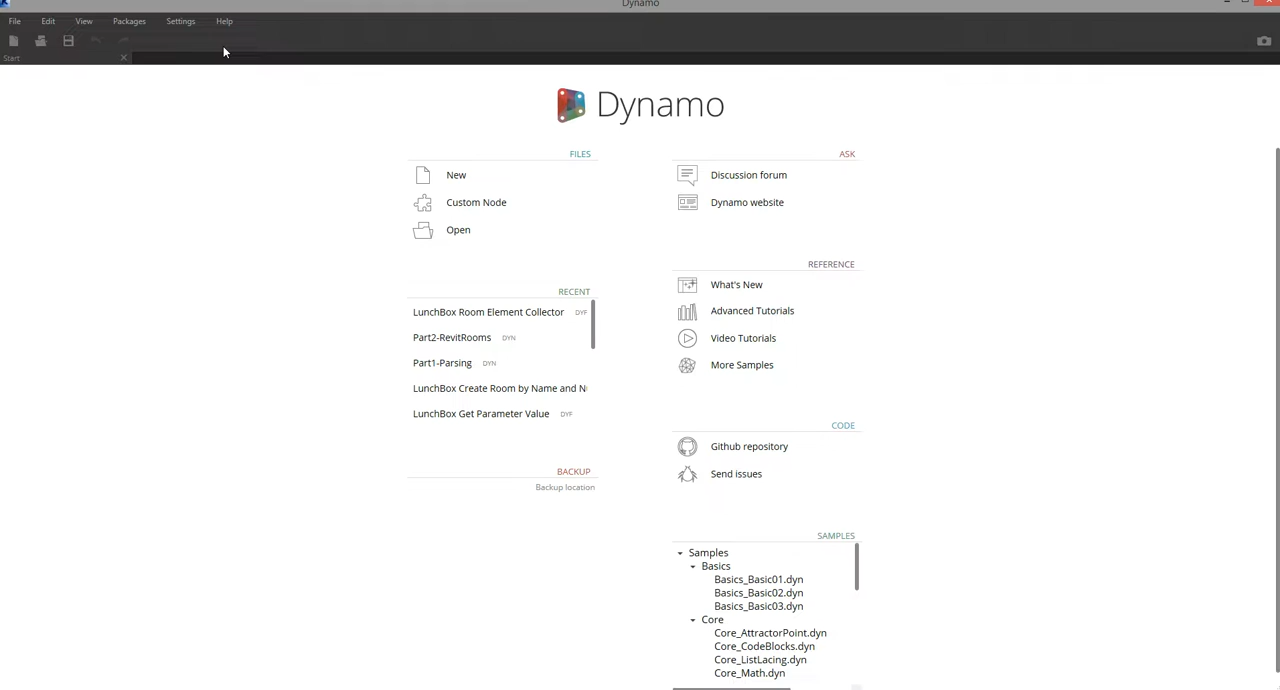 Dynamo
File Edit View Packages Settings Help
Start
Dynamo
FILES
New
Custom Node
Open
RECENT
LunchBox Room Element Collector DYF
Part2-RevitRooms DYN
Part1-Parsing DYN
LunchBox Create Room by Name and N
LunchBox Get Parameter Value DYF
BACKUP
Backup location
ASK
Discussion forum
Dynamo website
REFERENCE
What's New
Advanced Tutorials
Video Tutorials
More Samples
CODE
Github repository
Send issues
SAMPLES
Samples
Basics
Basics_Basic01.dyn
Basics_Basic02.dyn
Basics_Basic03.dyn
Core
Core_AttractorPoint.dyn
Core_CodeBlocks.dyn
Core_ListLacing.dyn
Core_Math.dyn